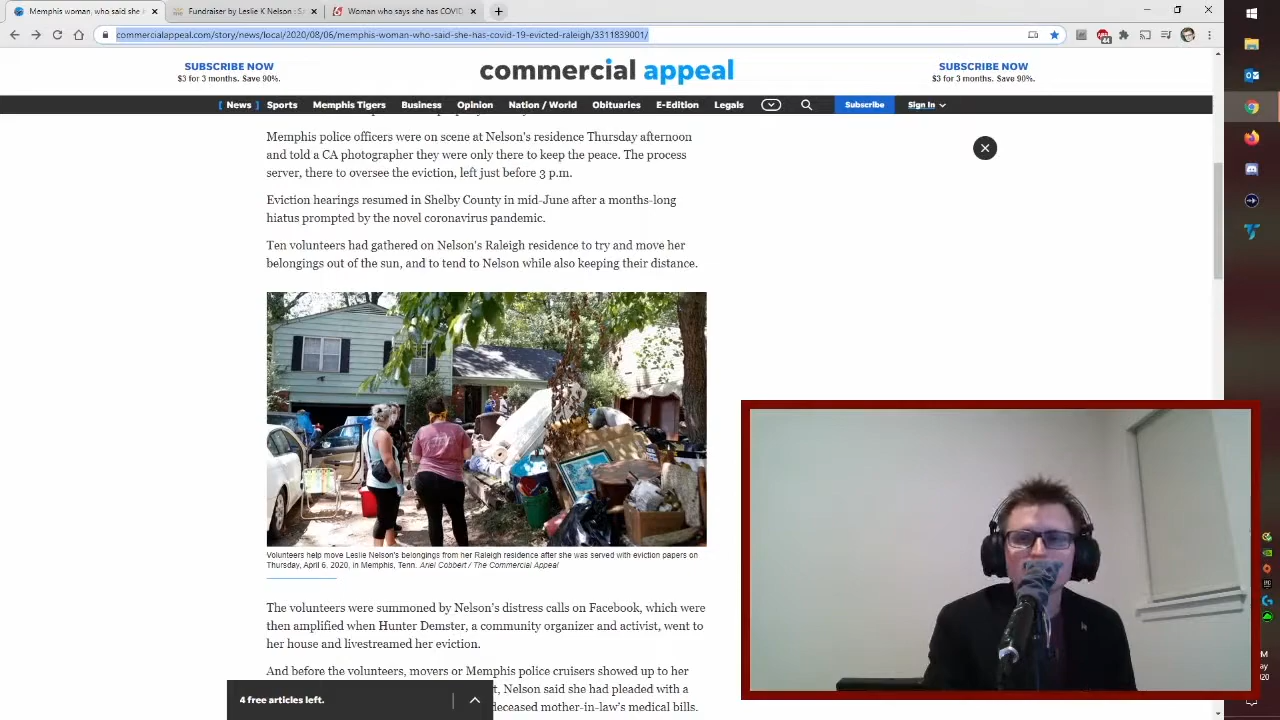 Memphis woman, who said she h
Fundraiser by Leslie K Nelson : Sa
Woman who says she has COVID
commercialappeal.com/story/news/local/2020/08/06/memphis-woman-who-said-she-has-covid-19-evicted-raleigh/3311839001/
44
SUBSCRIBE NOW
$3 for 3 months. Save 90%.
commercial appeal
SUBSCRIBE NOW
$3 for 3 months. Save 90%.
[ News ] Sports Memphis Tigers Business Opinion Nation / World Obituaries E-Edition Legals Subscribe Sign In
Memphis police officers were on scene at Nelson's residence Thursday afternoon
and told a CA photographer they were only there to keep the peace. The process
server, there to oversee the eviction, left just before 3 p.m.
Eviction hearings resumed in Shelby County in mid-June after a months-long
hiatus prompted by the novel coronavirus pandemic.
Ten volunteers had gathered on Nelson's Raleigh residence to try and move her
belongings out of the sun, and to tend to Nelson while also keeping their distance.
Volunteers help move Leslie Nelson's belongings from her Raleigh residence after she was served with eviction papers on
Thursday, April 6, 2020, in Memphis, Tenn. Ariel Cobbert / The Commercial Appeal
The volunteers were summoned by Nelson's distress calls on Facebook, which were
then amplified when Hunter Demster, a community organizer and activist, went to
her house and livestreamed her eviction.
And before the volunteers, movers or Memphis police cruisers showed up to her
t, Nelson said she had pleaded with a
deceased mother-in-law's medical bills.
4 free articles left.